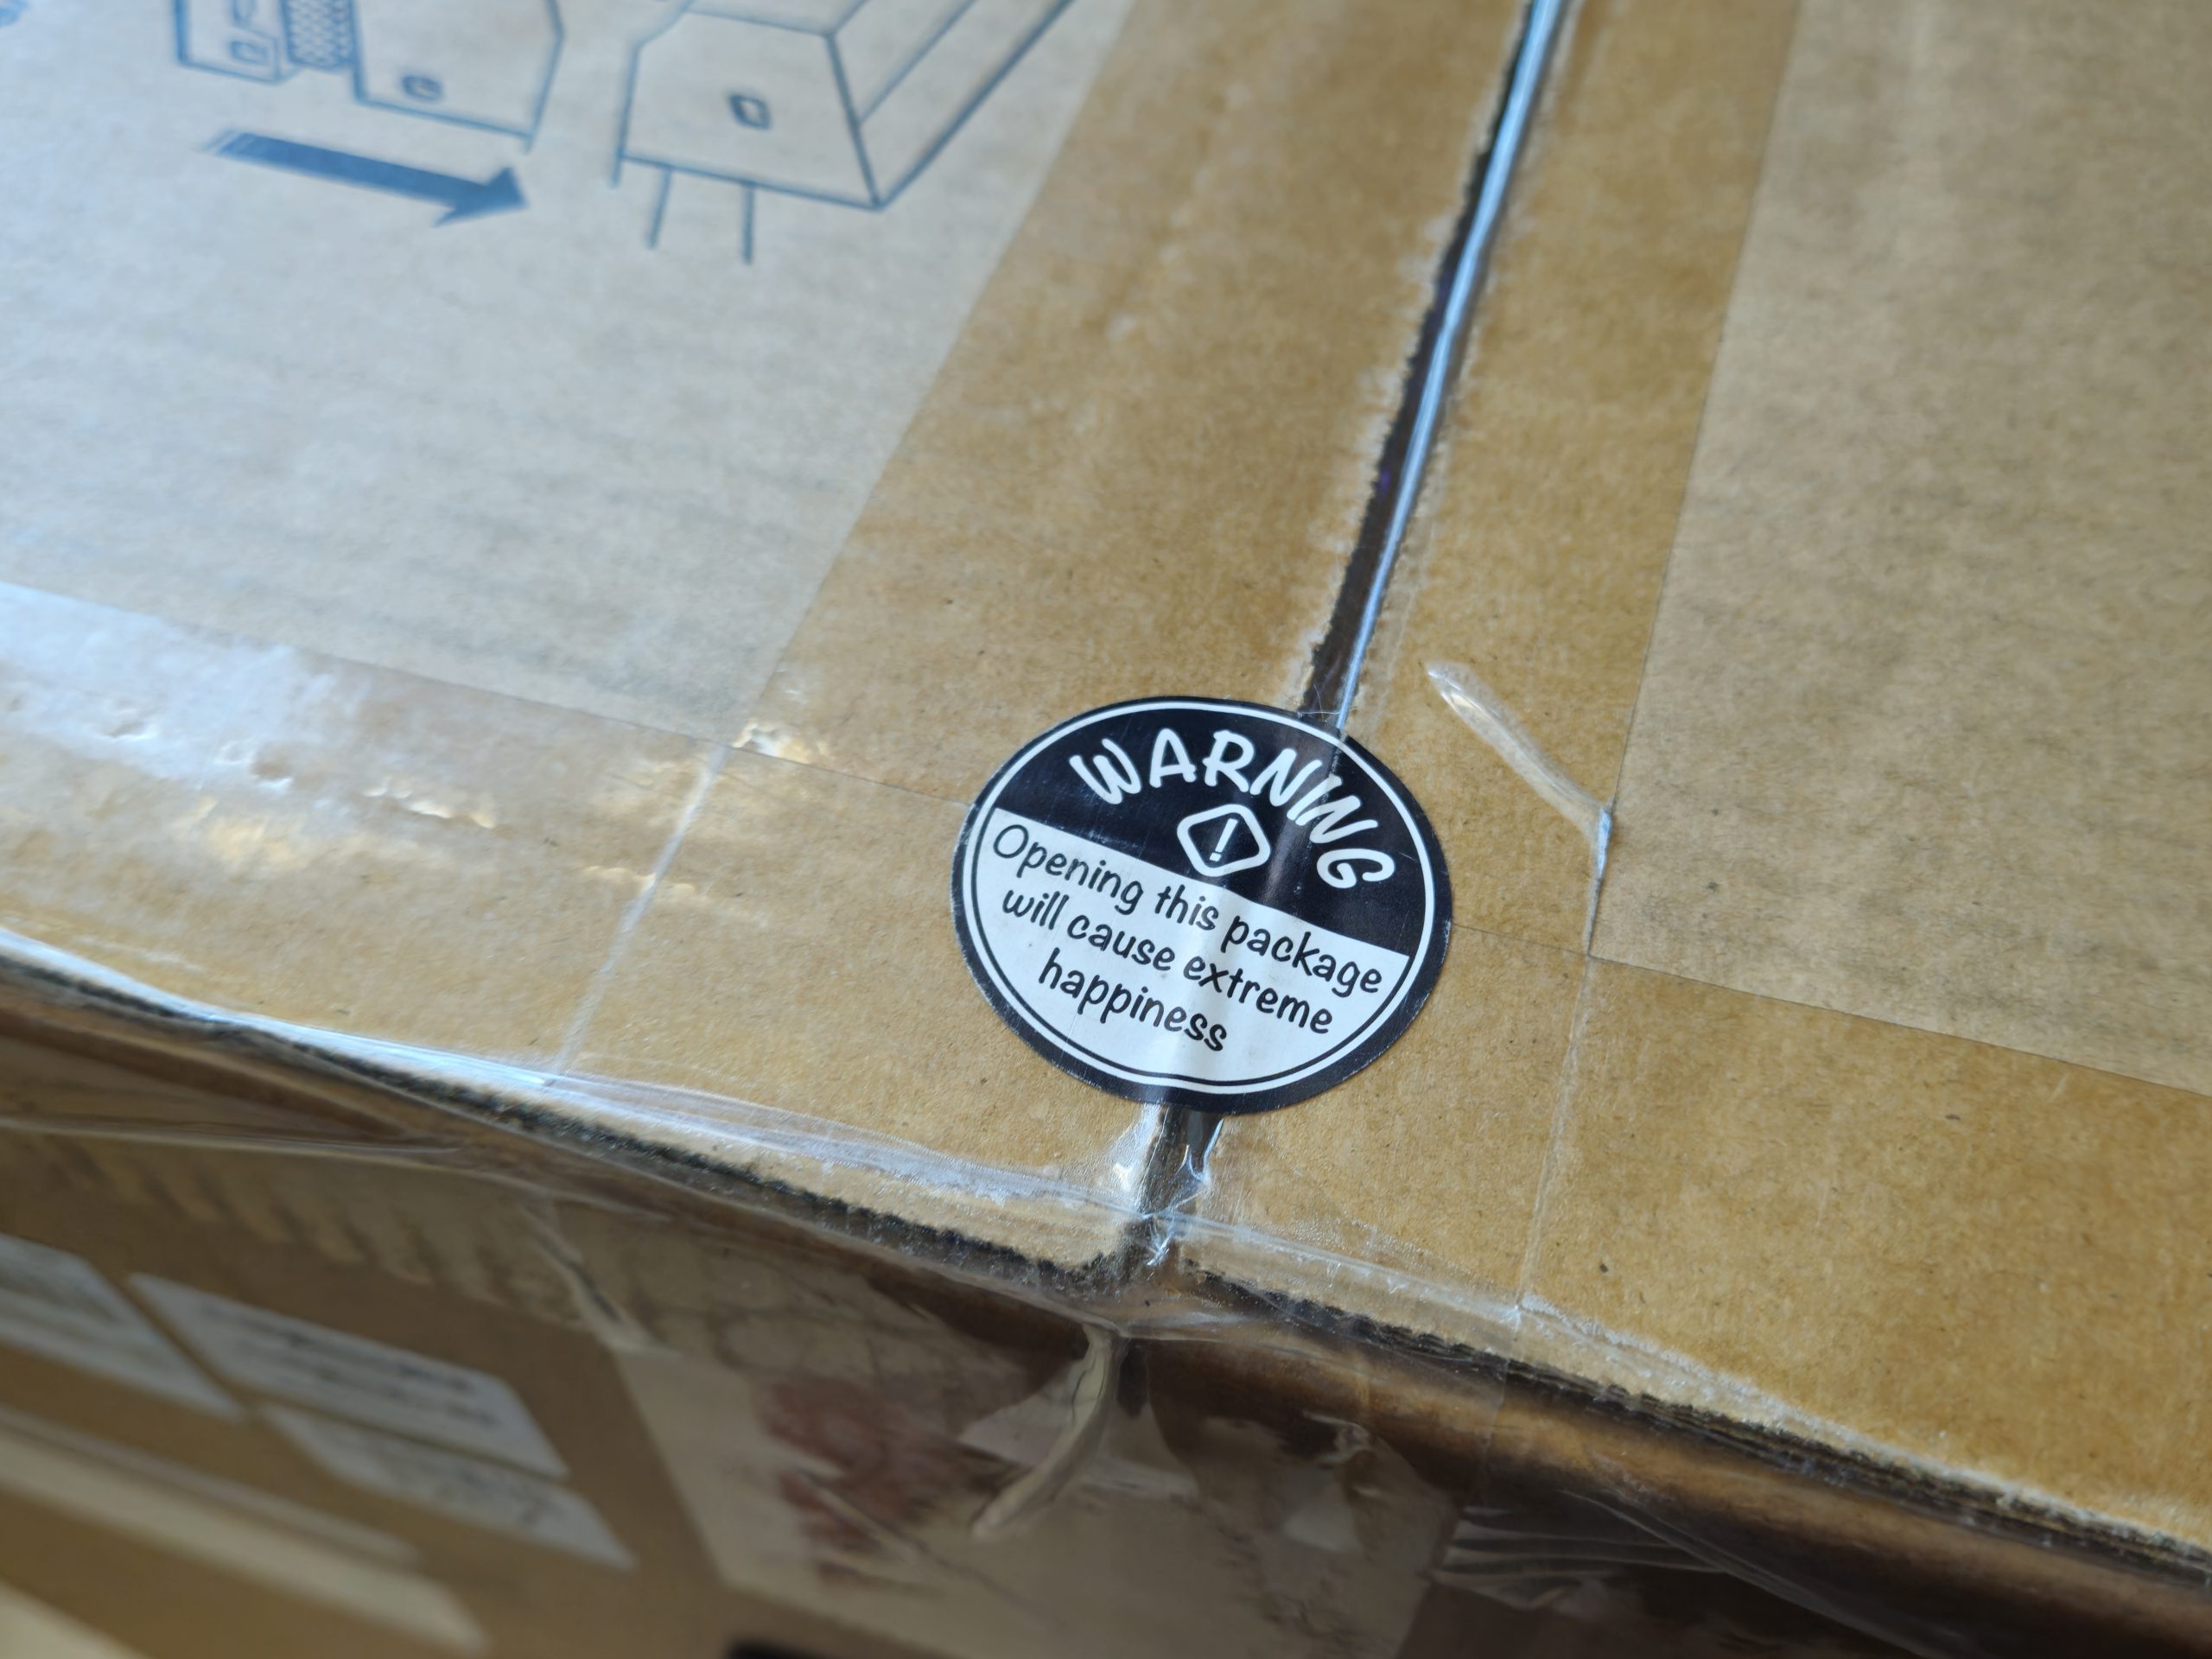 WARNING
!
Opening this package
will cause extreme
happiness